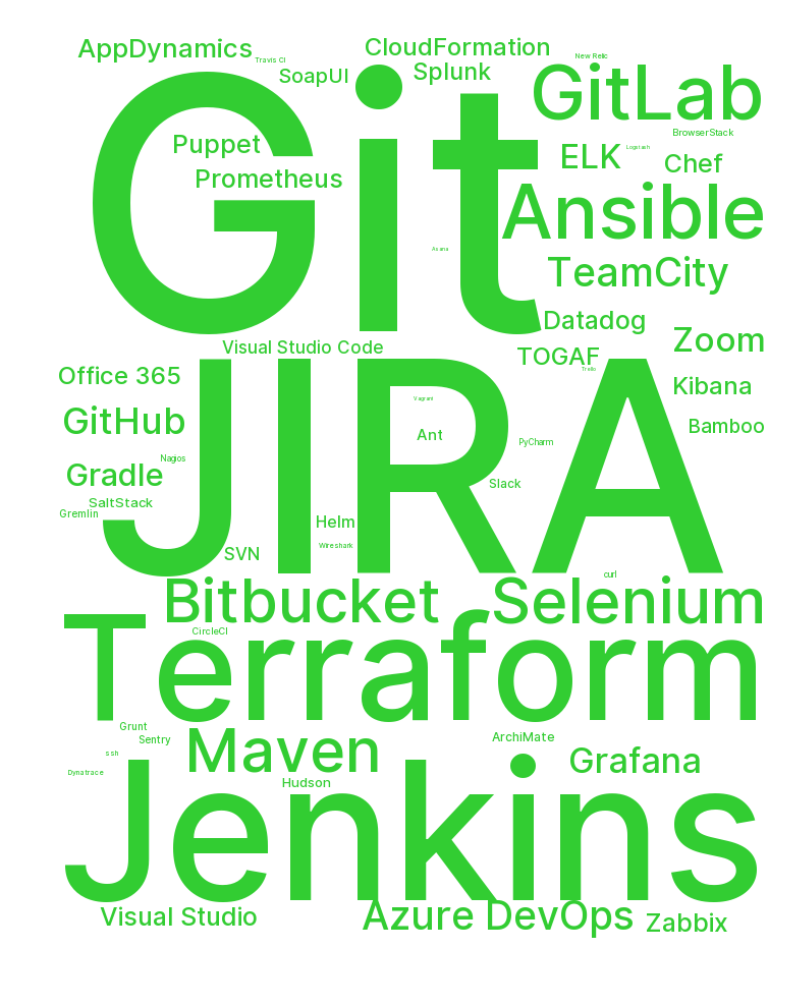 AppDynamics
CloudFormation
Travis CI
New Relic
SoapUI
Splunk
GitLab
Git
BrowserStack
Puppet
Logstash
ELK
Chef
Prometheus
Ansible
Asana
TeamCity
Datadog
Zoom
Visual Studio Code
TOGAF
Trello
Office 365
Kibana
JIRA
Vagrant
GitHub
Ant
Bamboo
PyCharm
Nagios
Gradle
Slack
SaltStack
Gremlin
Helm
Wireshark
SVN
curl
Bitbucket
Selenium
CircleCI
Terraform
Grunt
Sentry
ArchiMate
Maven
ssh
Grafana
Dynatrace
Hudson
Jenkins
Visual Studio
Azure DevOps
Zabbix